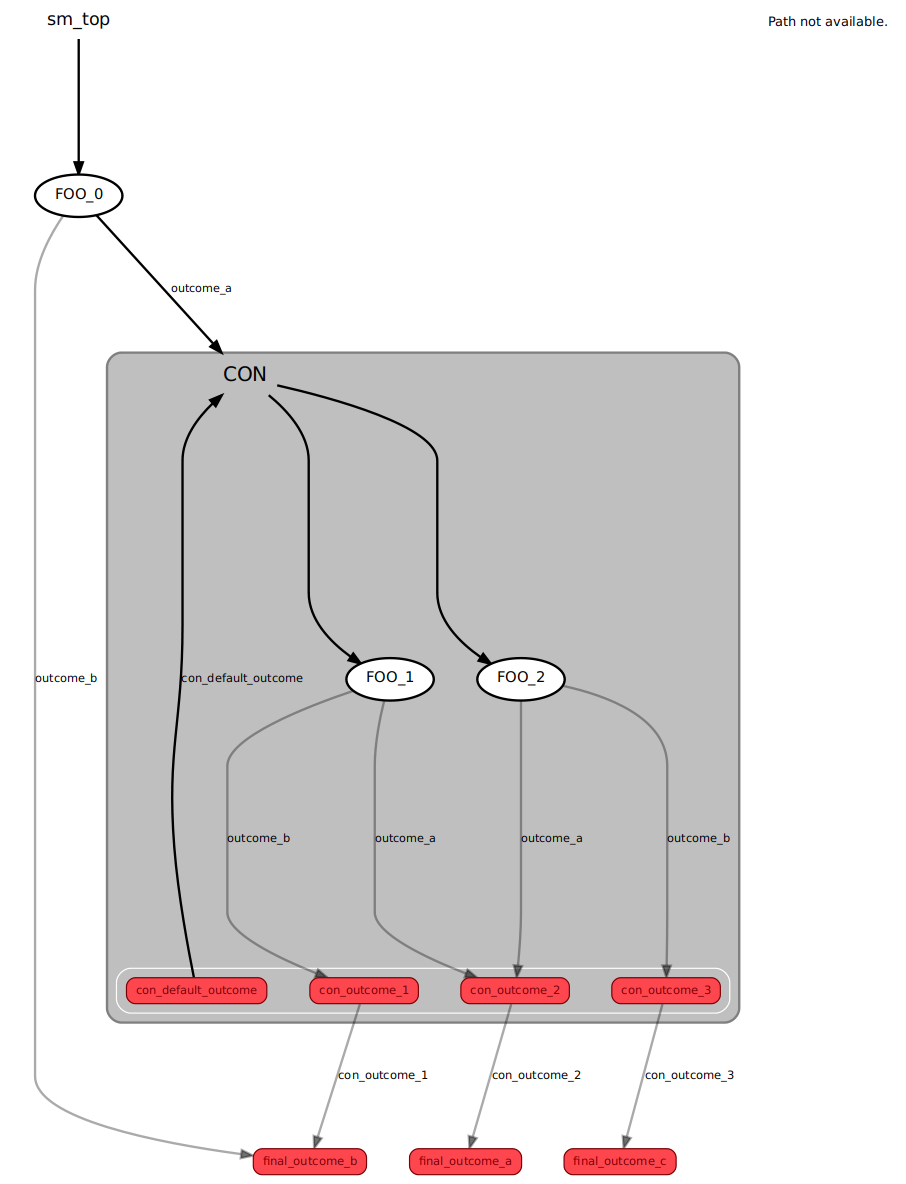 sm_top
Path not available.
FOO_0
outcome_a
CON
outcome_b
con_default_outcome
FOO_1
FOO_2
outcome_b
outcome_a
outcome_a
outcome_b
con_default_outcome
con_outcome_1
con_outcome_2
con_outcome_3
con_outcome_1
con_outcome_2
con_outcome_3
final_outcome_b
final_outcome_a
final_outcome_c